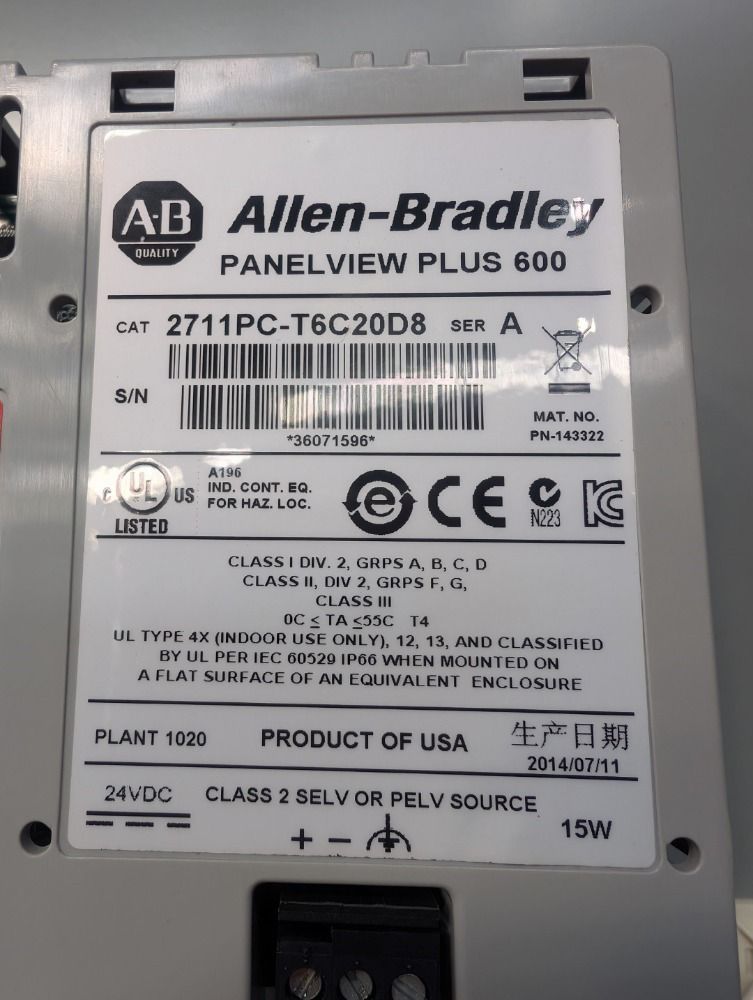 A·B
QUALITY
Allen-Bradley
PANELVIEW PLUS 600
CAT 2711PC-T6C20D8 SER A
S/N
*36071596*
MAT. NO.
PN-143322
C UL US
LISTED
A196
IND. CONT. EQ.
FOR HAZ. LOC.
e
CE
N223
KC
CLASS I DIV. 2, GRPS A, B, C, D
CLASS II, DIV 2, GRPS F, G,
CLASS III
0C ≤ TA ≤55C T4
UL TYPE 4X (INDOOR USE ONLY), 12, 13, AND CLASSIFIED
BY UL PER IEC 60529 IP66 WHEN MOUNTED ON
A FLAT SURFACE OF AN EQUIVALENT ENCLOSURE
PLANT 1020 PRODUCT OF USA 生产日期
2014/07/11
24VDC CLASS 2 SELV OR PELV SOURCE
+ − 15W